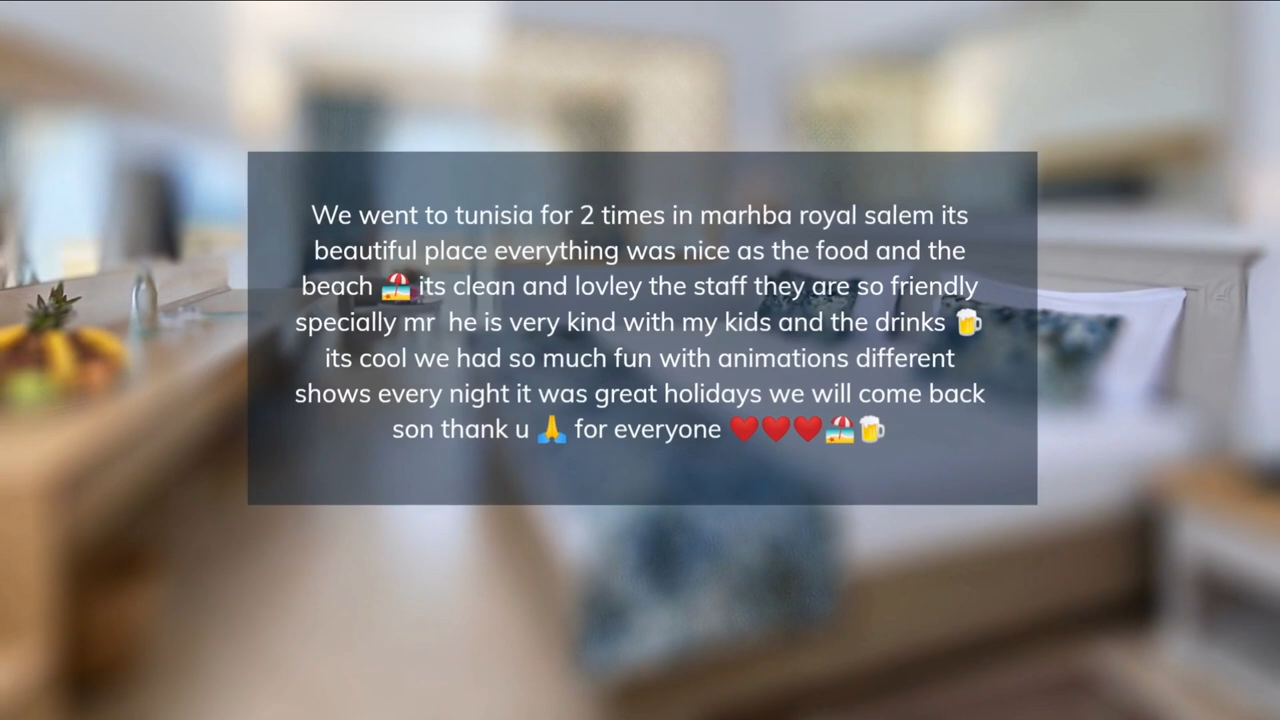 We went to tunisia for 2 times in marhba royal salem its
beautiful place everything was nice as the food and the
beach 🏖️ its clean and lovley the staff they are so friendly
specially mr  he is very kind with my kids and the drinks 🍺
its cool we had so much fun with animations different
shows every night it was great holidays we will come back
son thank u 🙏 for everyone ❤️❤️❤️🏖️🍺